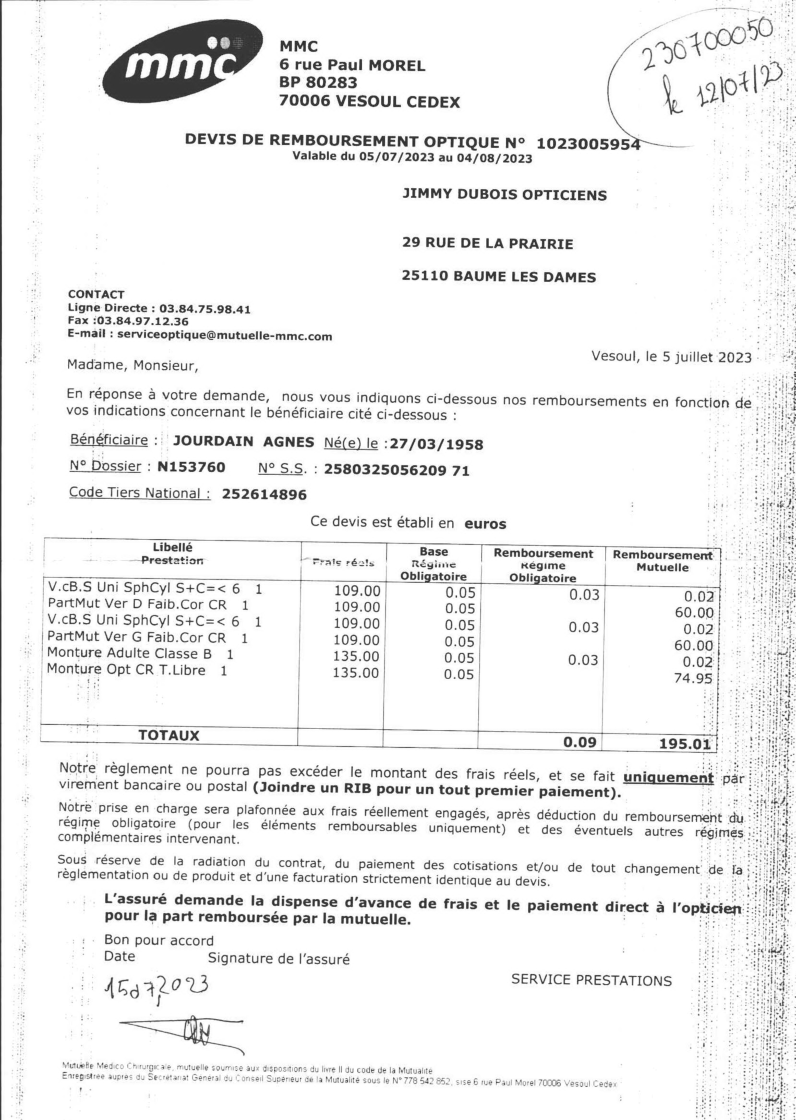 mmc
MMC
6 rue Paul MOREL
BP 80283
70006 VESOUL CEDEX
230700050
le 12/07/23
DEVIS DE REMBOURSEMENT OPTIQUE N° 1023005954
Valable du 05/07/2023 au 04/08/2023
JIMMY DUBOIS OPTICIENS
29 RUE DE LA PRAIRIE
25110 BAUME LES DAMES
CONTACT
Ligne Directe : 03.84.75.98.41
Fax :03.84.97.12.36
E-mail : serviceoptique@mutuelle-mmc.com
Vesoul, le 5 juillet 2023
Madame, Monsieur,
En réponse à votre demande, nous vous indiquons ci-dessous nos remboursements en fonction de
vos indications concernant le bénéficiaire cité ci-dessous :
Bénéficiaire : JOURDAIN AGNES Né(e) le :27/03/1958
N° Dossier : N153760 N° S.S. : 2580325056209 71
Code Tiers National : 252614896
Ce devis est établi en euros
Libellé Prestation Frais réels Base Régime Obligatoire Remboursement Régime Obligatoire Remboursement Mutuelle
V.cB.S Uni SphCyl S+C=< 6 1 109.00 0.05 0.03 0.02
PartMut Ver D Faib.Cor CR 1 109.00 0.05 60.00
V.cB.S Uni SphCyl S+C=< 6 1 109.00 0.05 0.03 0.02
PartMut Ver G Faib.Cor CR 1 109.00 0.05 60.00
Monture Adulte Classe B 1 135.00 0.05 0.03 0.02
Monture Opt CR T.Libre 1 135.00 0.05 74.95
TOTAUX 0.09 195.01
Notre règlement ne pourra pas excéder le montant des frais réels, et se fait uniquement par
virement bancaire ou postal (Joindre un RIB pour un tout premier paiement).
Notre prise en charge sera plafonnée aux frais réellement engagés, après déduction du remboursement du
régime obligatoire (pour les éléments remboursables uniquement) et des éventuels autres régimes
complémentaires intervenant.
Sous réserve de la radiation du contrat, du paiement des cotisations et/ou de tout changement de la
règlementation ou de produit et d'une facturation strictement identique au devis.
L'assuré demande la dispense d'avance de frais et le paiement direct à l'opticien
pour la part remboursée par la mutuelle.
Bon pour accord
Date Signature de l'assuré
SERVICE PRESTATIONS
Mutuelle Medico Chirurgicale, mutuelle soumise aux dispositions du livre II du code de la Mutualité
Enregistrée auprès du Secrétariat Général du Conseil Supérieur de la Mutualité sous le N° 778 542 852, sise 6 rue Paul Morel 70006 Vesoul Cedex